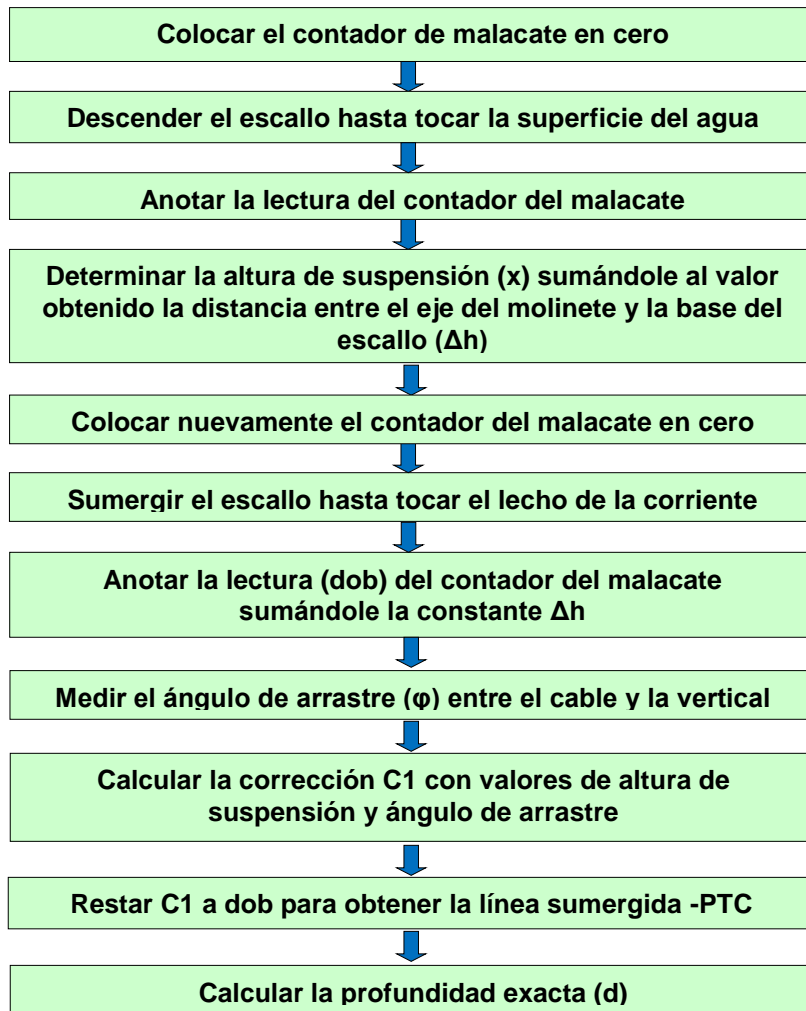 Colocar el contador de malacate en cero
Descender el escallo hasta tocar la superficie del agua
Anotar la lectura del contador del malacate
Determinar la altura de suspensión (x) sumándole al valor
obtenido la distancia entre el eje del molinete y la base del
escallo (Δh)
Colocar nuevamente el contador del malacate en cero
Sumergir el escallo hasta tocar el lecho de la corriente
Anotar la lectura (dob) del contador del malacate
sumándole la constante Δh
Medir el ángulo de arrastre (φ) entre el cable y la vertical
Calcular la corrección C1 con valores de altura de
suspensión y ángulo de arrastre
Restar C1 a dob para obtener la línea sumergida -PTC
Calcular la profundidad exacta (d)